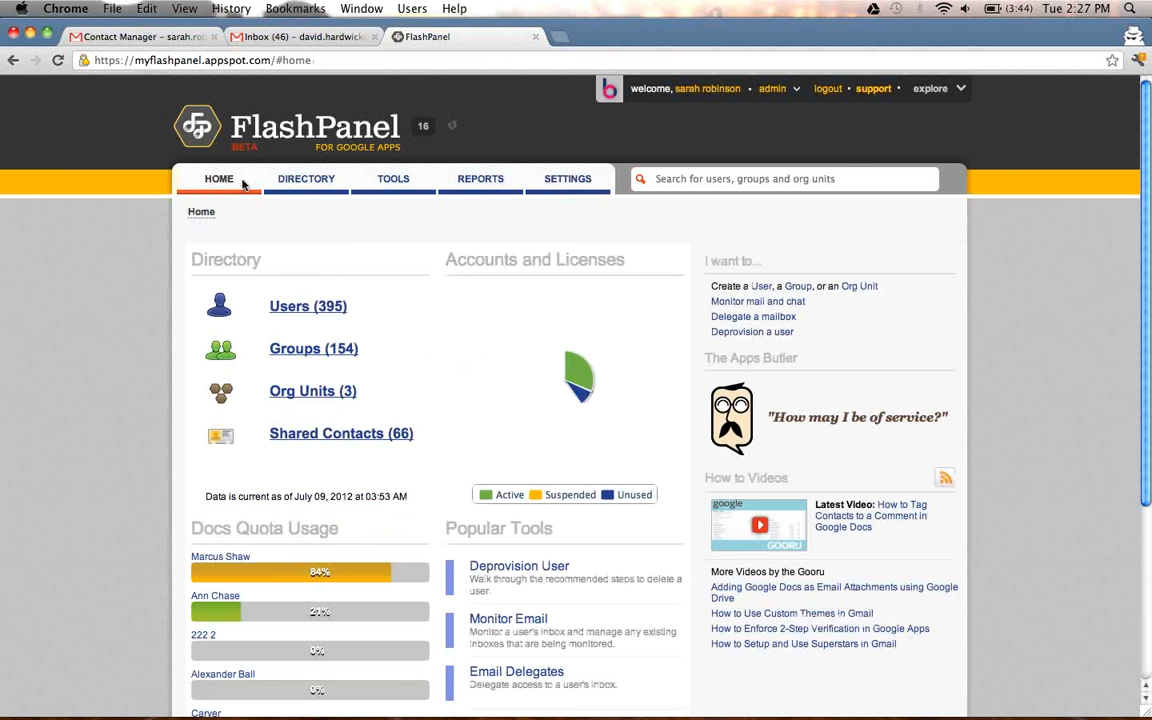 Chrome File Edit View History Bookmarks Window Users Help (3:44) Tue 2:27 PM
Contact Manager - sarah.rob Inbox (46) - david.hardwick FlashPanel
https://myflashpanel.appspot.com/#home
welcome, sarah robinson • admin logout • support • explore
FlashPanel 16
BETA FOR GOOGLE APPS
HOME DIRECTORY TOOLS REPORTS SETTINGS Search for users, groups and org units
Home
Directory
Users (395)
Groups (154)
Org Units (3)
Shared Contacts (66)
Data is current as of July 09, 2012 at 03:53 AM
Accounts and Licenses
Active Suspended Unused
I want to...
Create a User, a Group, or an Org Unit
Monitor mail and chat
Delegate a mailbox
Deprovision a user
The Apps Butler
"How may I be of service?"
How to Videos
google
GOORU
Latest Video: How to Tag
Contacts to a Comment in
Google Docs
More Videos by the Gooru
Adding Google Docs as Email Attachments using Google
Drive
How to Use Custom Themes in Gmail
How to Enforce 2-Step Verification in Google Apps
How to Setup and Use Superstars in Gmail
Docs Quota Usage
Marcus Shaw
84%
Ann Chase
21%
222 2
0%
Alexander Ball
0%
Carver
Popular Tools
Deprovision User
Walk through the recommended steps to delete a
user.
Monitor Email
Monitor a user's inbox and manage any existing
inboxes that are being monitored.
Email Delegates
Delegate access to a user's inbox.